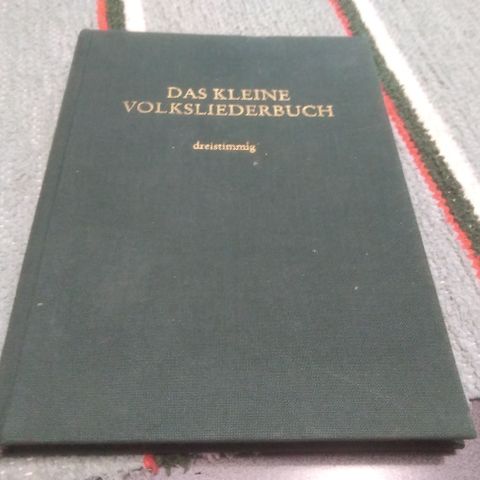 DAS KLEINE
VOLKSLIEDERBUCH
dreistimmig